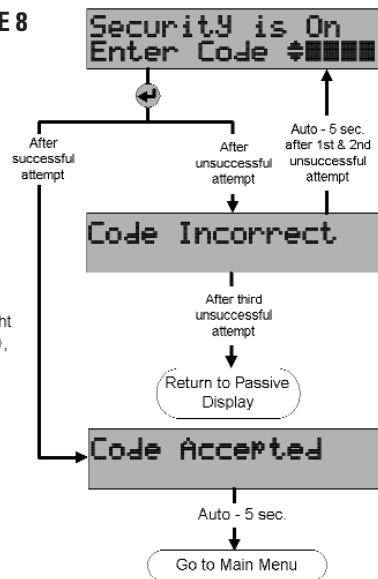 E 8
Security is On
Enter Code
After
successful
attempt
After
unsuccessful
attempt
Auto - 5 sec.
after 1st & 2nd
unsuccessful
attempt
Code Incorrect
After third
unsuccessful
attempt
Return to Passive
Display
Code Accepted
Auto - 5 sec.
Go to Main Menu